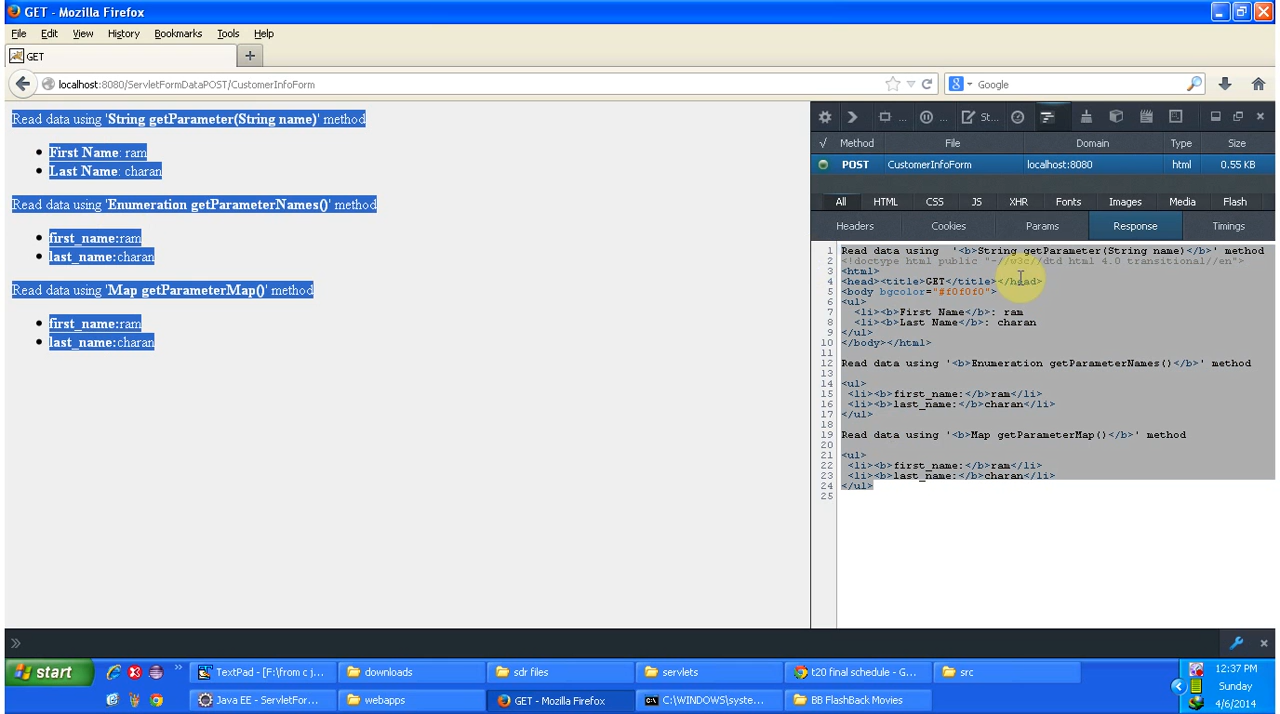 GET - Mozilla Firefox
File Edit View History Bookmarks Tools Help
GET
localhost:8080/ServletFormDataPOST/CustomerInfoForm
Google
Read data using 'String getParameter(String name)' method
First Name: ram
Last Name: charan
Read data using 'Enumeration getParameterNames()' method
first_name:ram
last_name:charan
Read data using 'Map getParameterMap()' method
first_name:ram
last_name:charan
St...
√ Method File Domain Type Size
POST CustomerInfoForm localhost:8080 html 0.55 KB
All HTML CSS JS XHR Fonts Images Media Flash
Headers Cookies Params Response Timings
1 Read data using '<b>String getParameter(String name)</b>' method
2 <!doctype html public "-//w3c//dtd html 4.0 transitional//en">
3 <html>
4 <head><title>GET</title></head>
5 <body bgcolor="#f0f0f0">
6 <ul>
7 <li><b>First Name</b>: ram
8 <li><b>Last Name</b>: charan
9 </ul>
10 </body></html>
11
12 Read data using '<b>Enumeration getParameterNames()</b>' method
13
14 <ul>
15 <li><b>first_name:</b>ram</li>
16 <li><b>last_name:</b>charan</li>
17 </ul>
18
19 Read data using '<b>Map getParameterMap()</b>' method
20
21 <ul>
22 <li><b>first_name:</b>ram</li>
23 <li><b>last_name:</b>charan</li>
24 </ul>
25
start
TextPad - [F:\from c j... downloads sdr files servlets t20 final schedule - G... src
Java EE - ServletFor... webapps GET - Mozilla Firefox C:\WINDOWS\syste... BB FlashBack Movies
12:37 PM
Sunday
4/6/2014